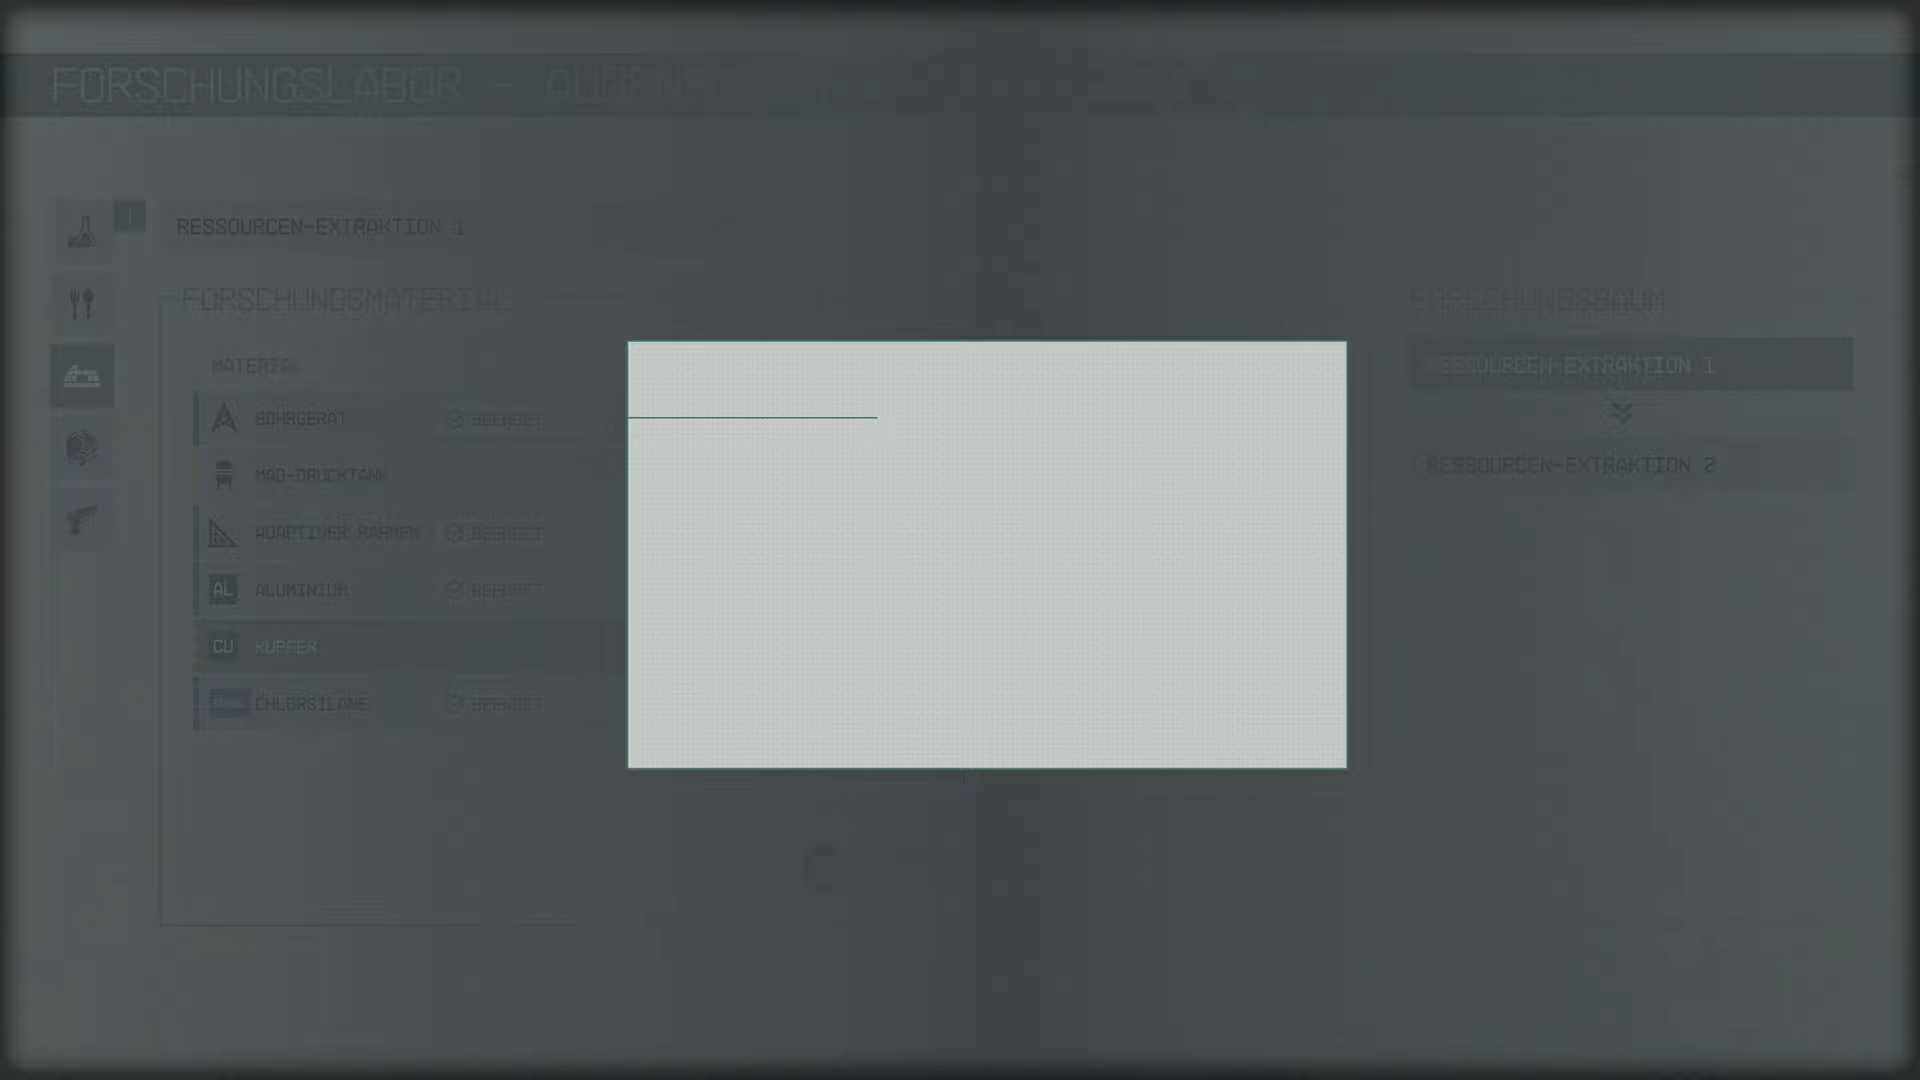 FORSCHUNGSLABOR -
RESSOURCEN-EXTRAKTION 1
FORSCHUNGSMATERIAL
MATERIAL
BOHRGERÄT
BEENDET
MAG-DRUCKTANK
ADAPTIVER RAHMEN
BEENDET
AL
ALUMINIUM
BEENDET
CU
KUPFER
CHLORSILANE
BEENDET
FORSCHUNGSBAUM
RESSOURCEN-EXTRAKTION 1
RESSOURCEN-EXTRAKTION 2